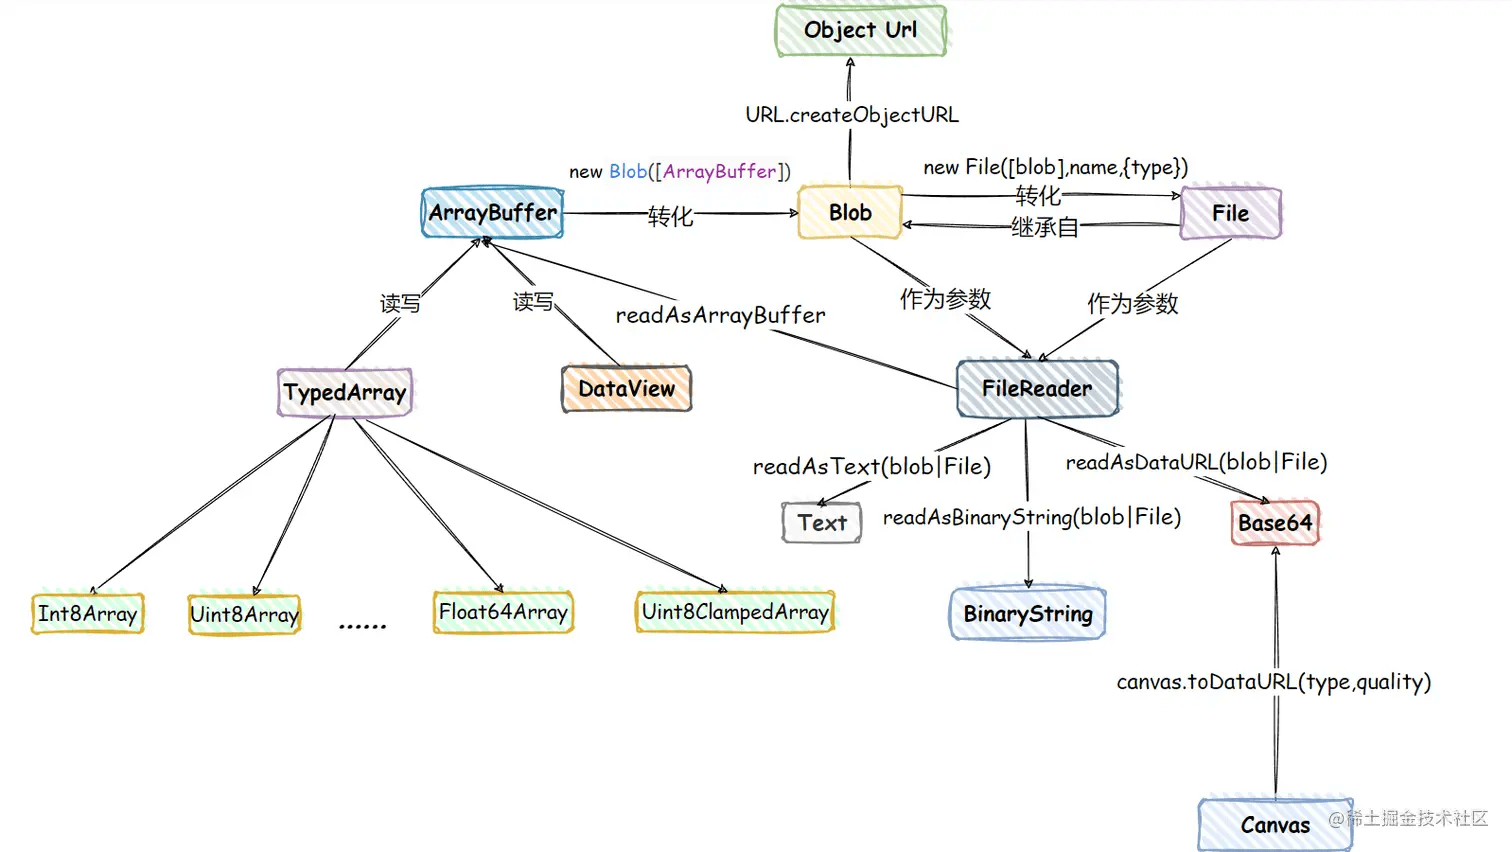 Object Url
URL.createObjectURL
new Blob([ArrayBuffer])
new File([blob],name,{type})
ArrayBuffer
转化
Blob
转化
继承自
File
读写
读写
readAsArrayBuffer
作为参数
作为参数
TypedArray
DataView
FileReader
readAsText(blob|File)
readAsDataURL(blob|File)
Text
readAsBinaryString(blob|File)
Base64
Int8Array
Uint8Array
......
Float64Array
Uint8ClampedArray
BinaryString
canvas.toDataURL(type,quality)
Canvas
@稀土掘金技术社区